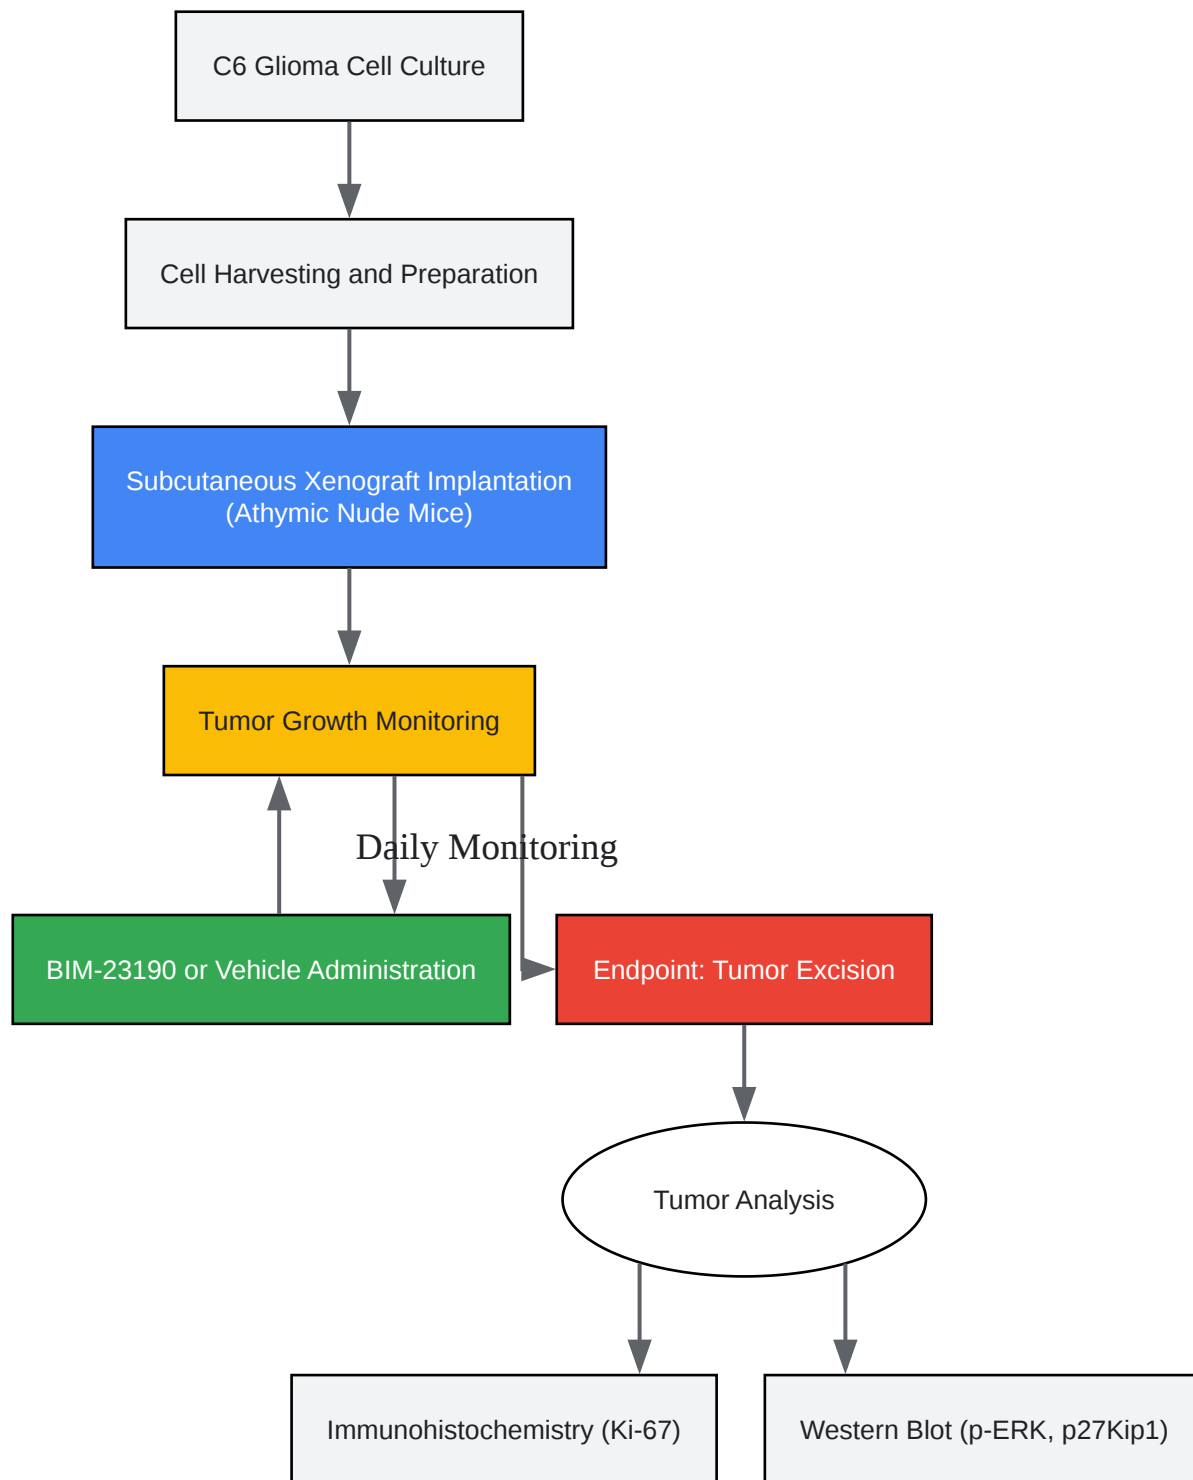 C6 Glioma Cell Culture
Cell Harvesting and Preparation
Subcutaneous Xenograft Implantation
(Athymic Nude Mice)
Tumor Growth Monitoring
Daily Monitoring
BIM-23190 or Vehicle Administration
Endpoint: Tumor Excision
Tumor Analysis
Immunohistochemistry (Ki-67)
Western Blot (p-ERK, p27Kip1)